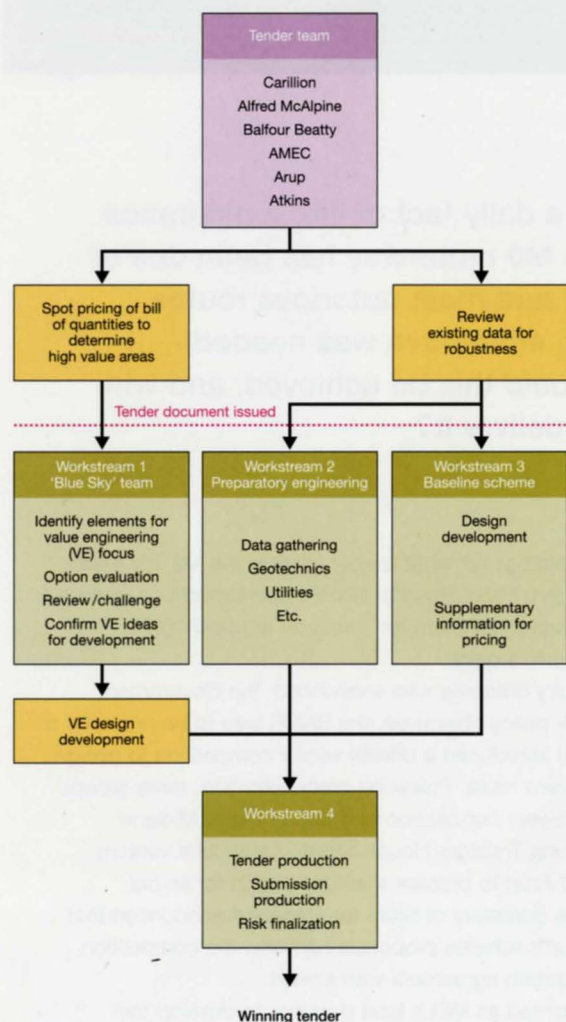 Tender team
Carillion
Alfred McAlpine
Balfour Beatty
AMEC
Arup
Atkins
Spot pricing of bill
of quantities to
determine
high value areas
Review
existing data for
robustness
Tender document issued
Workstream 1
'Blue Sky' team
Identify elements for
value engineering
(VE) focus
Option evaluation
Review/challenge
Confirm VE ideas
for development
Workstream 2
Preparatory engineering
Data gathering
Geotechnics
Utilities
Etc.
Workstream 3
Baseline scheme
Design
development
Supplementary
information for
pricing
VE design
development
Workstream 4
Tender production
Submission
production
Risk finalization
Winning tender